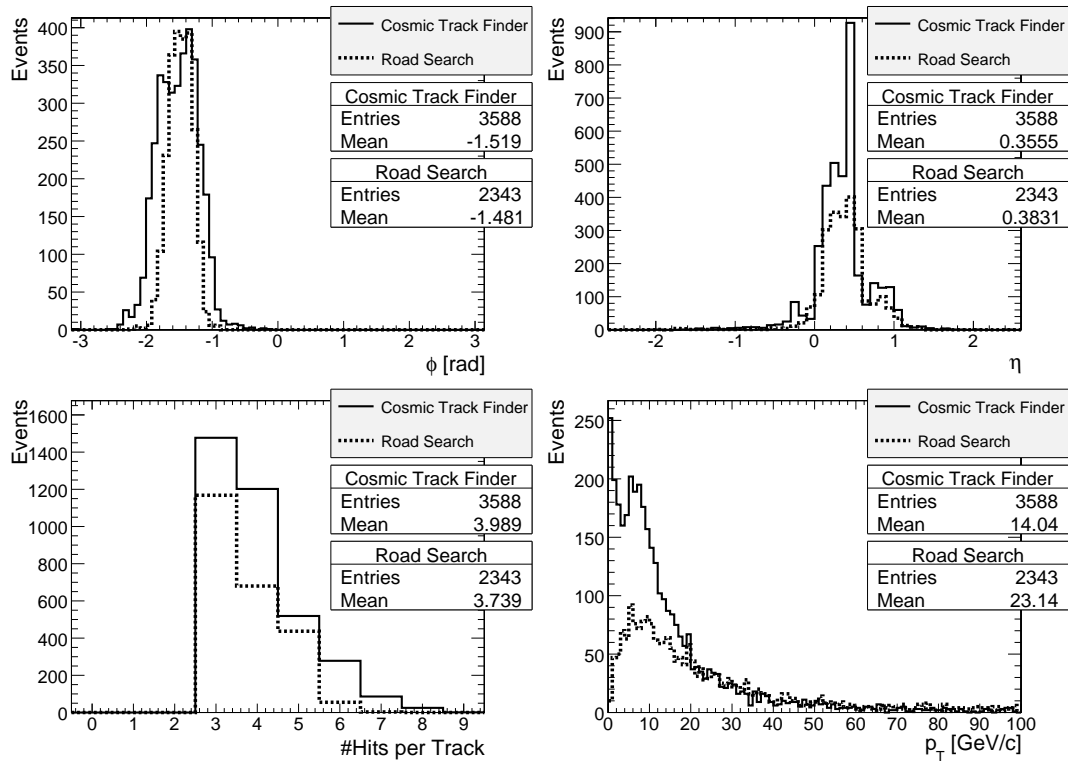 Events
400
350
300
250
200
150
100
50
0
-3 -2 -1 0 1 2 3
φ [rad]
Cosmic Track Finder
Road Search
Cosmic Track Finder
Entries 3588
Mean -1.519
Road Search
Entries 2343
Mean -1.481
Events
900
800
700
600
500
400
300
200
100
0
-2 -1 0 1 2
η
Cosmic Track Finder
Road Search
Cosmic Track Finder
Entries 3588
Mean 0.3555
Road Search
Entries 2343
Mean 0.3831
Events
1600
1400
1200
1000
800
600
400
200
0
0 1 2 3 4 5 6 7 8 9
#Hits per Track
Cosmic Track Finder
Road Search
Cosmic Track Finder
Entries 3588
Mean 3.989
Road Search
Entries 2343
Mean 3.739
Events
250
200
150
100
50
0
0 10 20 30 40 50 60 70 80 90 100
p_T [GeV/c]
Cosmic Track Finder
Road Search
Cosmic Track Finder
Entries 3588
Mean 14.04
Road Search
Entries 2343
Mean 23.14